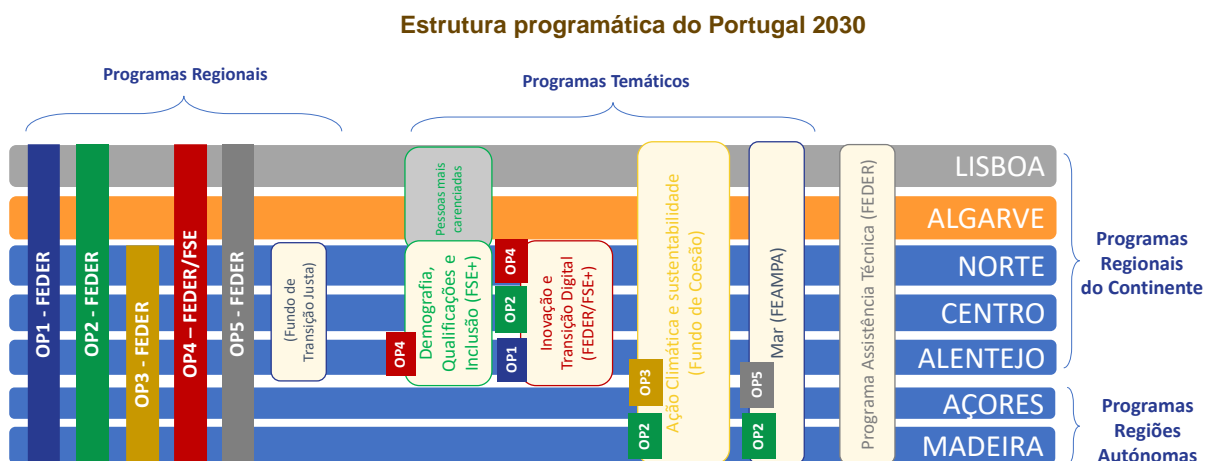 Estrutura programática do Portugal 2030
Programas Regionais
Programas Temáticos
OP1 - FEDER
OP2 - FEDER
OP3 - FEDER
OP4 – FEDER/FSE
OP5 - FEDER
(Fundo de
Transição Justa)
Pessoas mais
carenciadas
OP4
Demografia,
Qualificações e
Inclusão (FSE+)
OP4
OP2
OP1
Inovação e
Transição Digital
(FEDER/FSE+)
OP3
OP2
Ação Climática e sustentabilidade
(Fundo de Coesão)
OP5
OP2
Mar (FEAMPA)
Programa Assistência Técnica (FEDER)
LISBOA
ALGARVE
NORTE
CENTRO
ALENTEJO
AÇORES
MADEIRA
Programas
Regionais
do Continente
Programas
Regiões
Autónomas